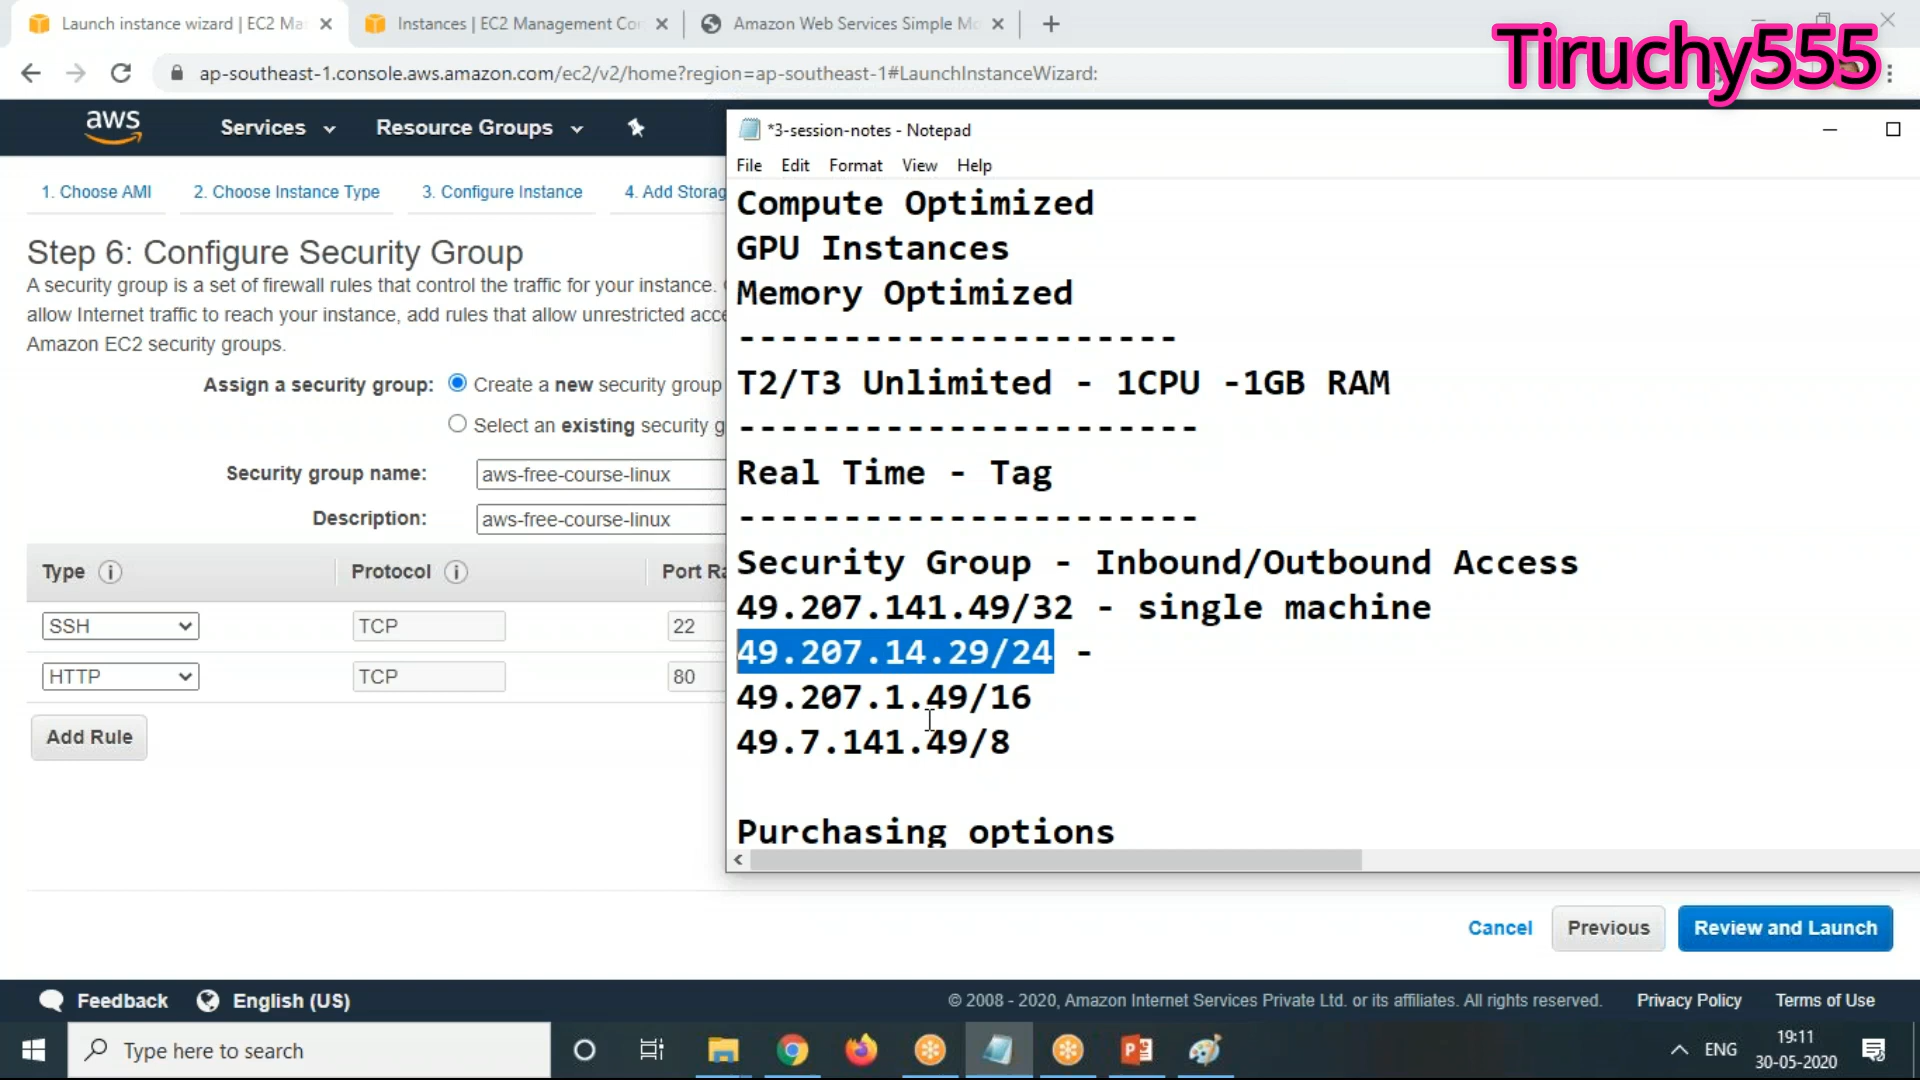 Launch instance wizard | EC2 Ma
Instances | EC2 Management Con
Amazon Web Services Simple Mo
Tiruchy555
ap-southeast-1.console.aws.amazon.com/ec2/v2/home?region=ap-southeast-1#LaunchInstanceWizard:
aws
Services
Resource Groups
1. Choose AMI
2. Choose Instance Type
3. Configure Instance
4. Add Storag
Step 6: Configure Security Group
A security group is a set of firewall rules that control the traffic for your instance.
allow Internet traffic to reach your instance, add rules that allow unrestricted acce
Amazon EC2 security groups.
Assign a security group:
Create a new security group
Select an existing security g
Security group name:
aws-free-course-linux
Description:
aws-free-course-linux
Type
Protocol
Port Ra
SSH
TCP
22
HTTP
TCP
80
Add Rule
*3-session-notes - Notepad
File Edit Format View Help
Compute Optimized
GPU Instances
Memory Optimized
---------------------
T2/T3 Unlimited - 1CPU -1GB RAM
----------------------
Real Time - Tag
----------------------
Security Group - Inbound/Outbound Access
49.207.141.49/32 - single machine
49.207.14.29/24 -
49.207.1.49/16
49.7.141.49/8
Purchasing options
Cancel
Previous
Review and Launch
Feedback
English (US)
© 2008 - 2020, Amazon Internet Services Private Ltd. or its affiliates. All rights reserved.
Privacy Policy
Terms of Use
Type here to search
ENG
19:11
30-05-2020